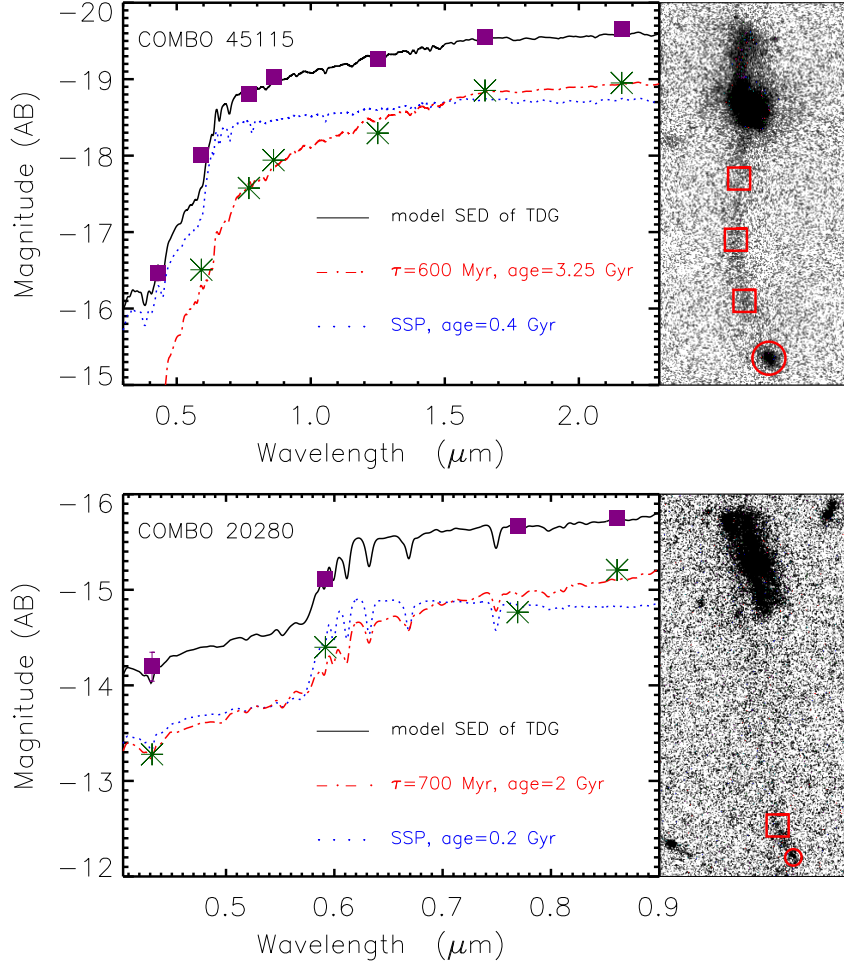 COMBO 45115
Magnitude (AB)
−20
−19
−18
−17
−16
−15
model SED of TDG
τ=600 Myr, age=3.25 Gyr
SSP, age=0.4 Gyr
0.5 1.0 1.5 2.0
Wavelength (μm)
COMBO 20280
Magnitude (AB)
−16
−15
−14
−13
−12
model SED of TDG
τ=700 Myr, age=2 Gyr
SSP, age=0.2 Gyr
0.5 0.6 0.7 0.8 0.9
Wavelength (μm)